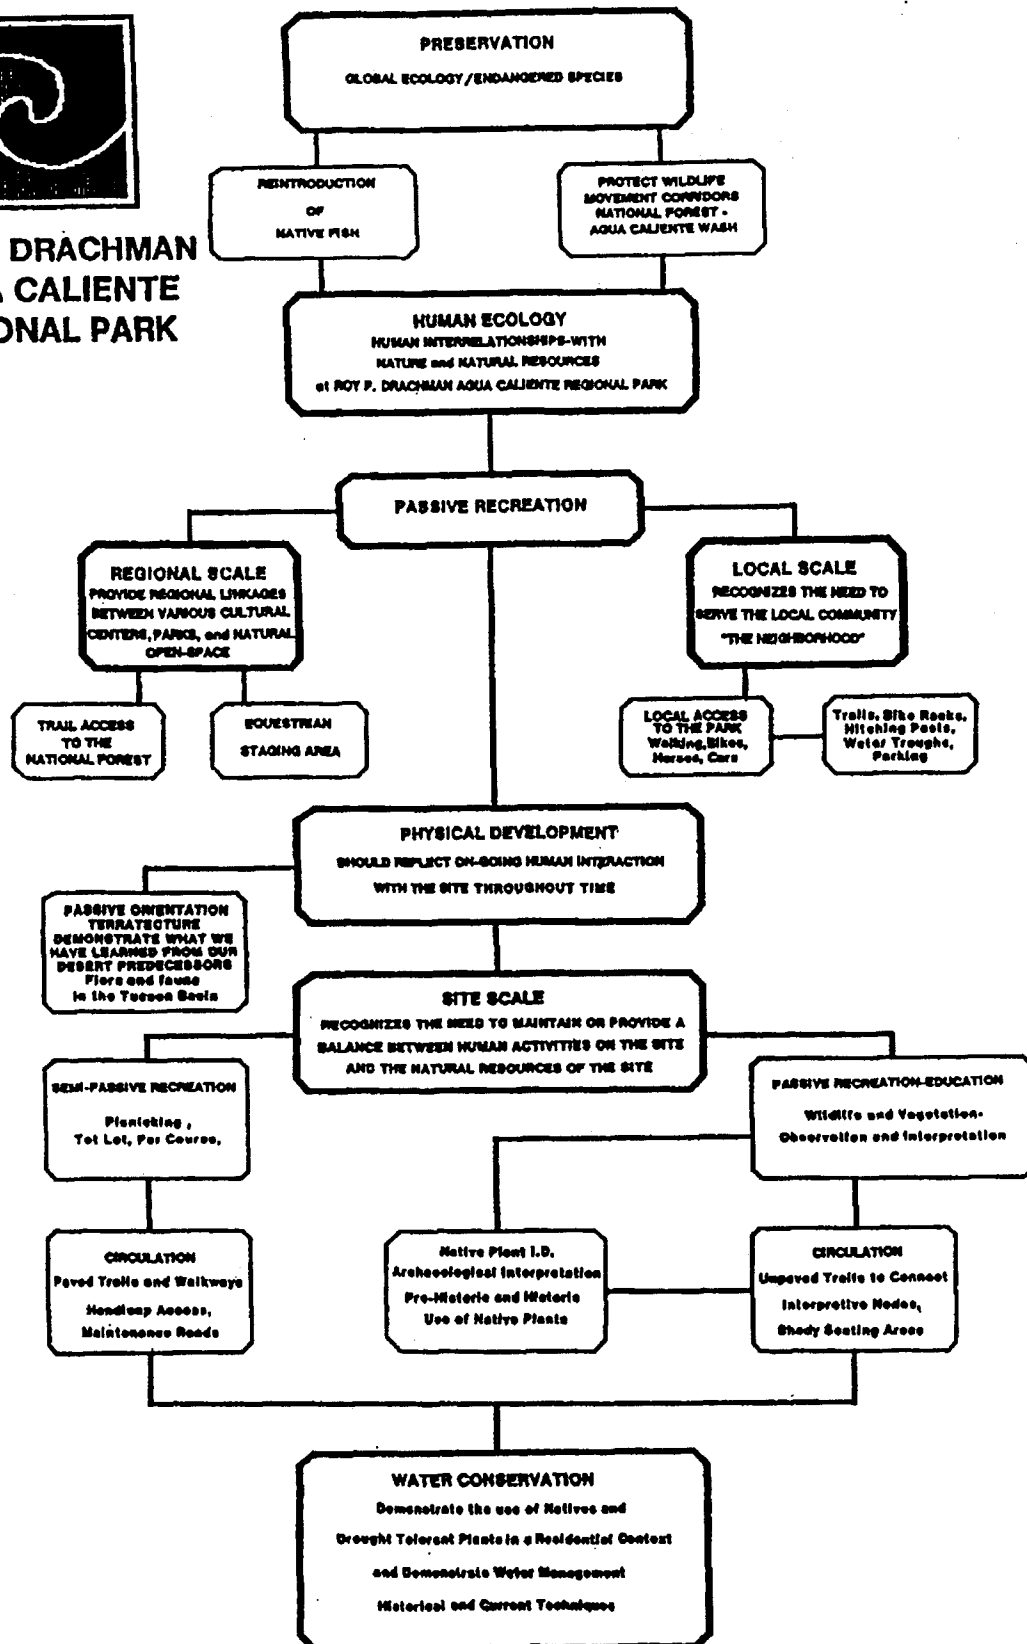 PRESERVATION
GLOBAL ECOLOGY/ENDANGERED SPECIES
REINTRODUCTION
OF
NATIVE FISH
PROTECT WILDLIFE
MOVEMENT CORRIDORS
NATIONAL FOREST -
AQUA CALIENTE WASH
DRACHMAN
A CALIENTE
ONAL PARK
HUMAN ECOLOGY
HUMAN INTERRELATIONSHIPS-WITH
NATURE and NATURAL RESOURCES
at ROY P. DRACHMAN AGUA CALIENTE REGIONAL PARK
PASSIVE RECREATION
REGIONAL SCALE
PROVIDE REGIONAL LINKAGES
BETWEEN VARIOUS CULTURAL
CENTERS, PARKS, and NATURAL
OPEN-SPACE
LOCAL SCALE
RECOGNIZES THE NEED TO
SERVE THE LOCAL COMMUNITY
"THE NEIGHBORHOOD"
TRAIL ACCESS
TO THE
NATIONAL FOREST
EQUESTRIAN
STAGING AREA
LOCAL ACCESS
TO THE PARK
Walking, Bikes,
Horses, Cars
Trails, Bike Racks,
Hitching Posts,
Water Troughs,
Parking
PHYSICAL DEVELOPMENT
SHOULD REFLECT ON-GOING HUMAN INTERACTION
WITH THE SITE THROUGHOUT TIME
PASSIVE ORIENTATION
TERRATECTURE
DEMONSTRATE WHAT WE
HAVE LEARNED FROM OUR
DESERT PREDECESSORS
Flora and fauna
in the Tucson Basin
SITE SCALE
RECOGNIZES THE NEED TO MAINTAIN OR PROVIDE A
BALANCE BETWEEN HUMAN ACTIVITIES ON THE SITE
AND THE NATURAL RESOURCES OF THE SITE
SEMI-PASSIVE RECREATION
Picnicking,
Tot Lot, Par Course,
PASSIVE RECREATION-EDUCATION
Wildlife and Vegetation-
Observation and Interpretation
CIRCULATION
Paved Trails and Walkways
Handicap Access,
Maintenance Roads
Native Plant I.D.
Archaeological Interpretation
Pre-Historic and Historic
Use of Native Plants
CIRCULATION
Unpaved Trails to Connect
Interpretive Nodes,
Shady Seating Areas
WATER CONSERVATION
Demonstrate the use of Natives and
Drought Tolerant Plants in a Residential Context
and Demonstrate Water Management
Historical and Current Techniques